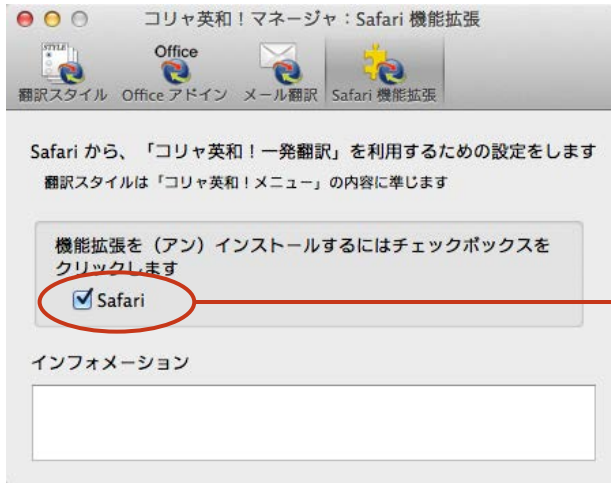 コリャ英和！マネージャ：Safari 機能拡張
STYLE
Office
翻訳スタイル Office アドイン メール翻訳 Safari 機能拡張
Safari から、「コリャ英和！一発翻訳」を利用するための設定をします
翻訳スタイルは「コリャ英和！メニュー」の内容に準じます
機能拡張を（アン）インストールするにはチェックボックスを
クリックします
Safari
インフォメーション